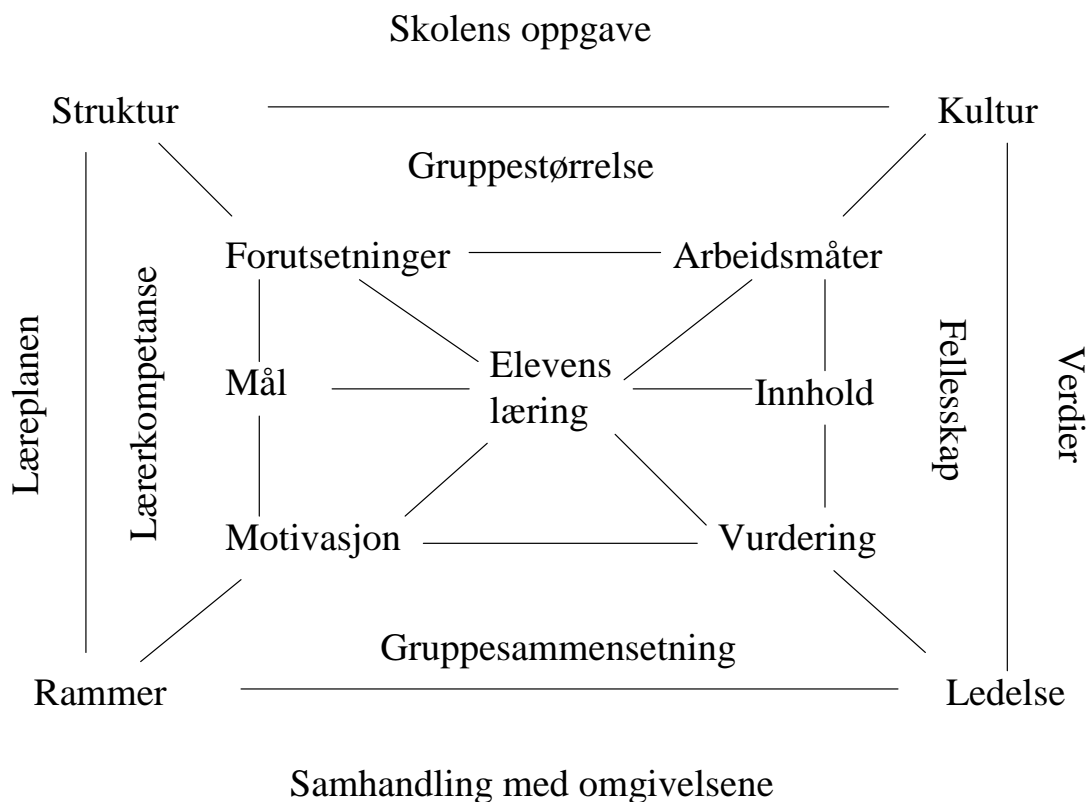 Skolens oppgave
Struktur
Kultur
Gruppestørrelse
Forutsetninger
Arbeidsmåter
Læreplanen
Lærerkompetanse
Mål
Elevens
læring
Innhold
Fellesskap
Verdier
Motivasjon
Vurdering
Gruppesammensetning
Rammer
Ledelse
Samhandling med omgivelsene